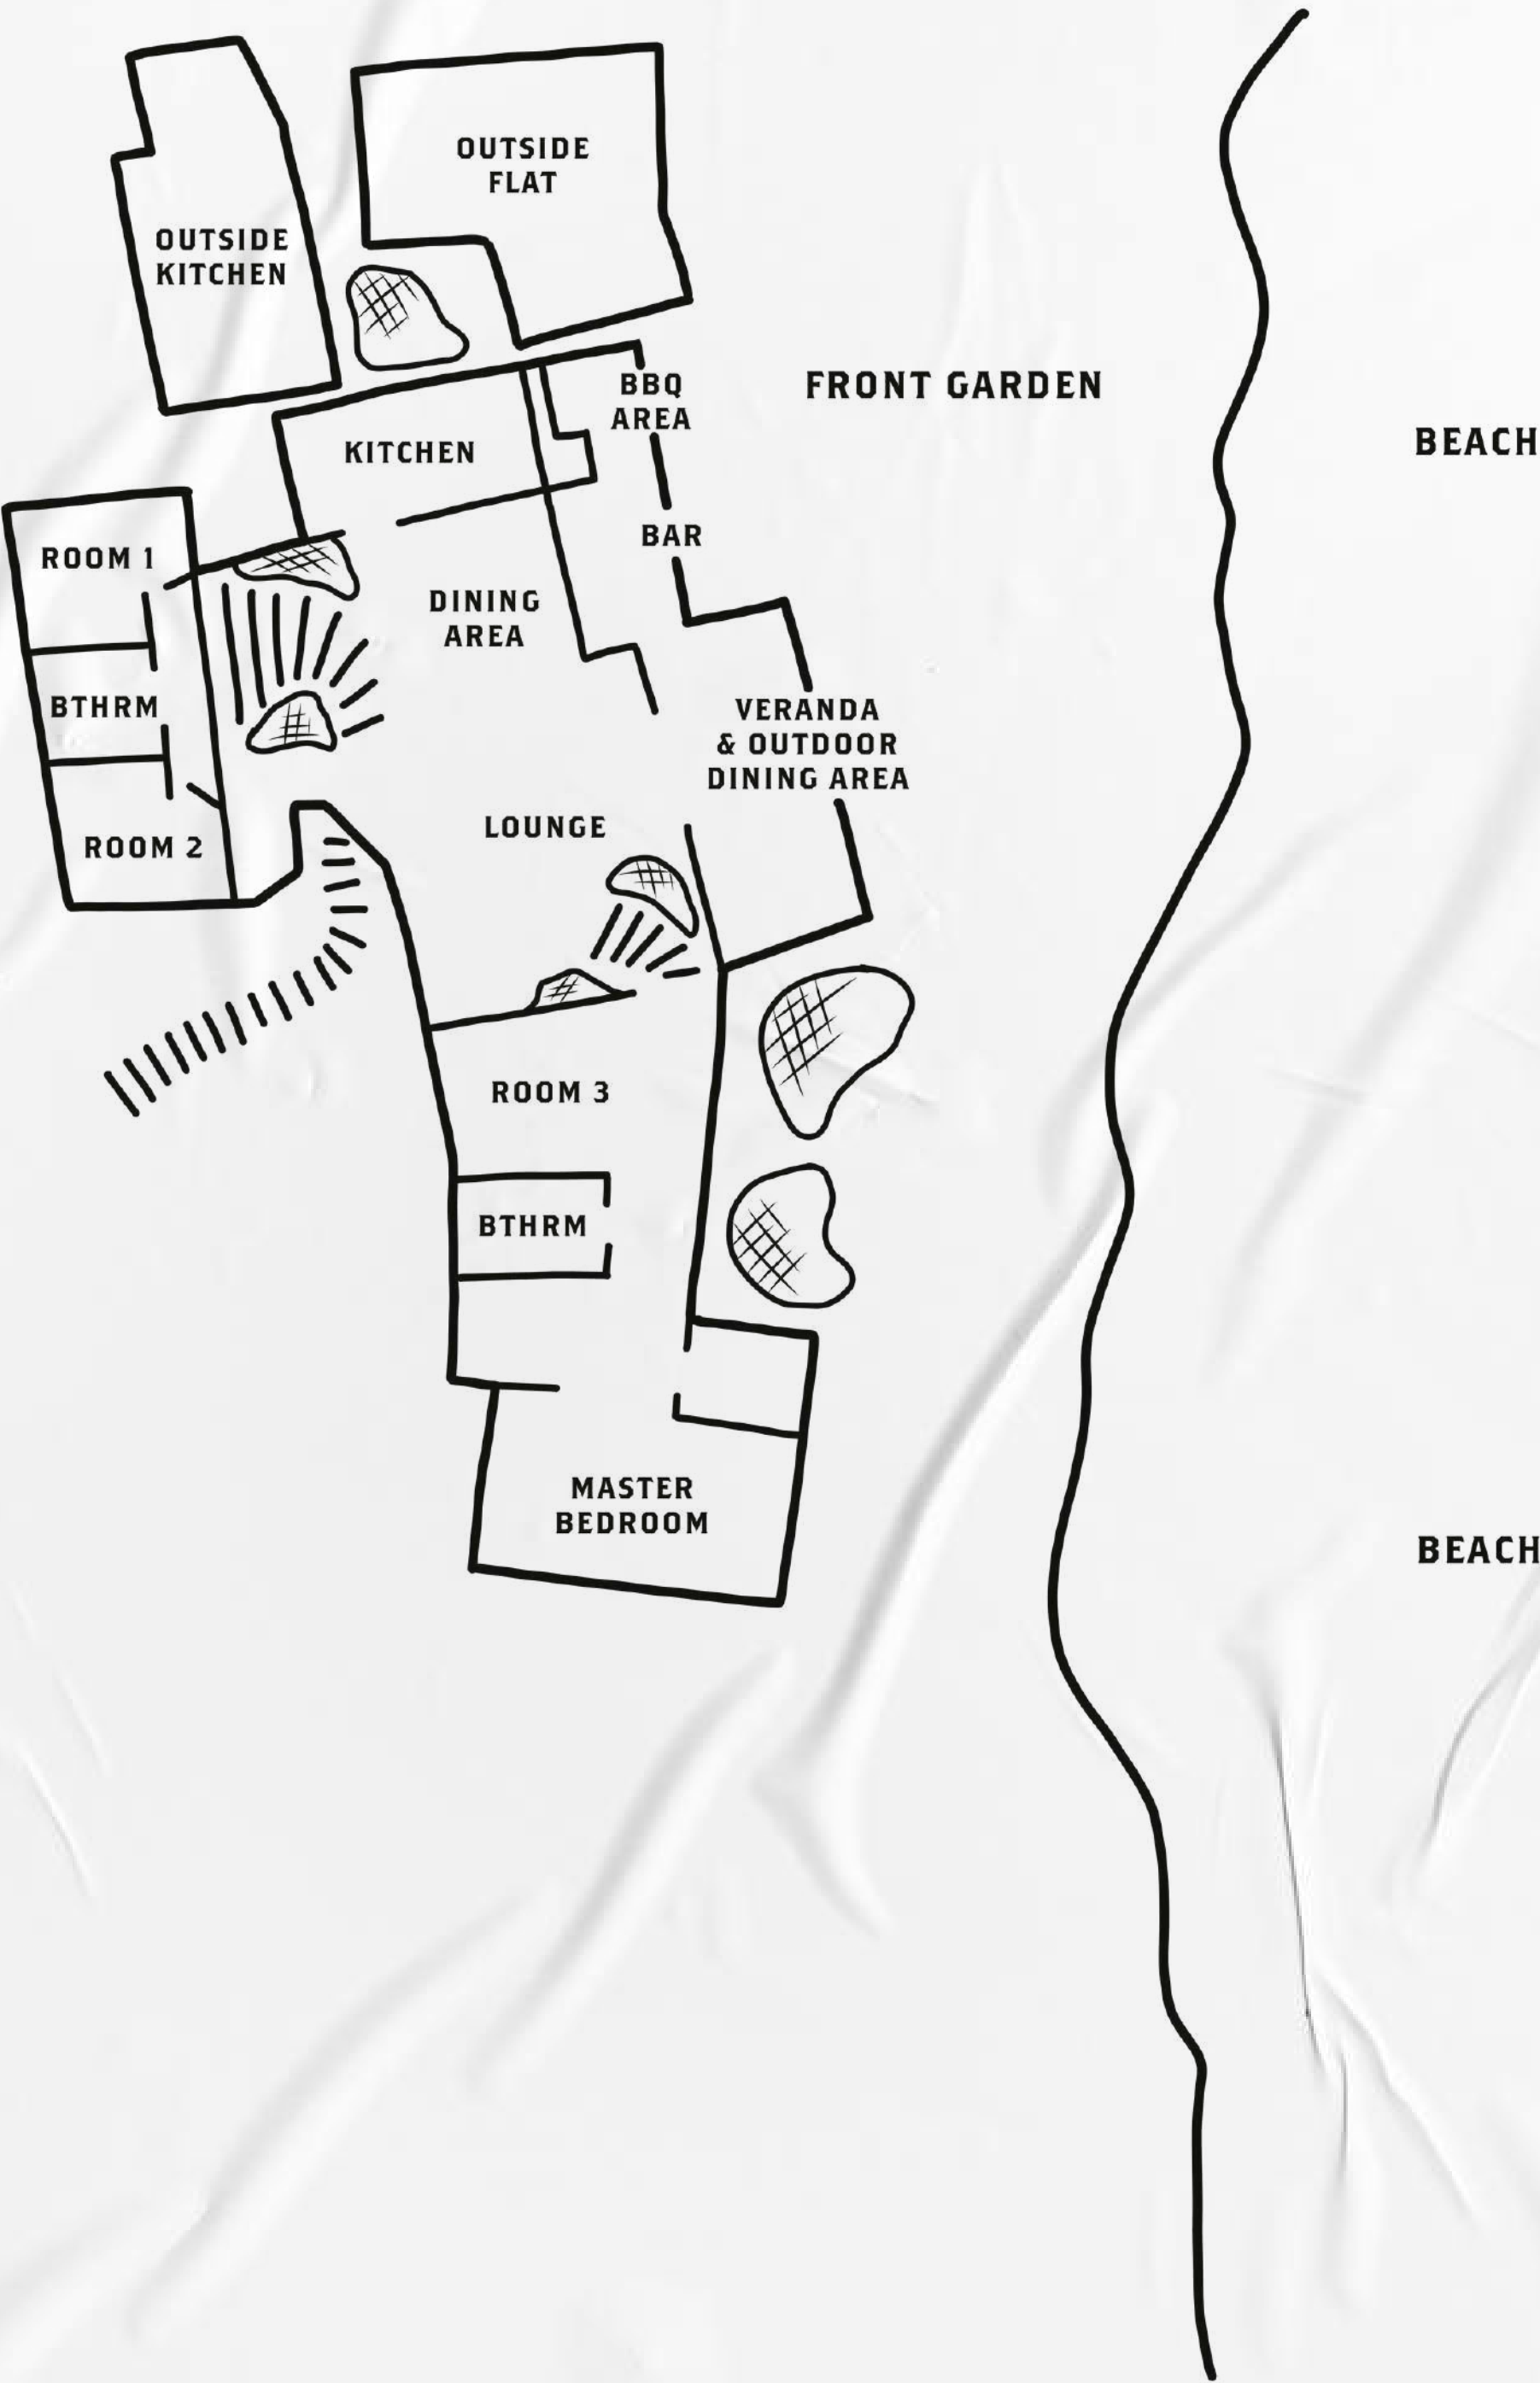 OUTSIDE
FLAT
OUTSIDE
KITCHEN
BBQ
AREA
FRONT GARDEN
BEACH
KITCHEN
BAR
ROOM 1
DINING
AREA
BTHRM
VERANDA
& OUTDOOR
DINING AREA
LOUNGE
ROOM 2
ROOM 3
BTHRM
MASTER
BEDROOM
BEACH